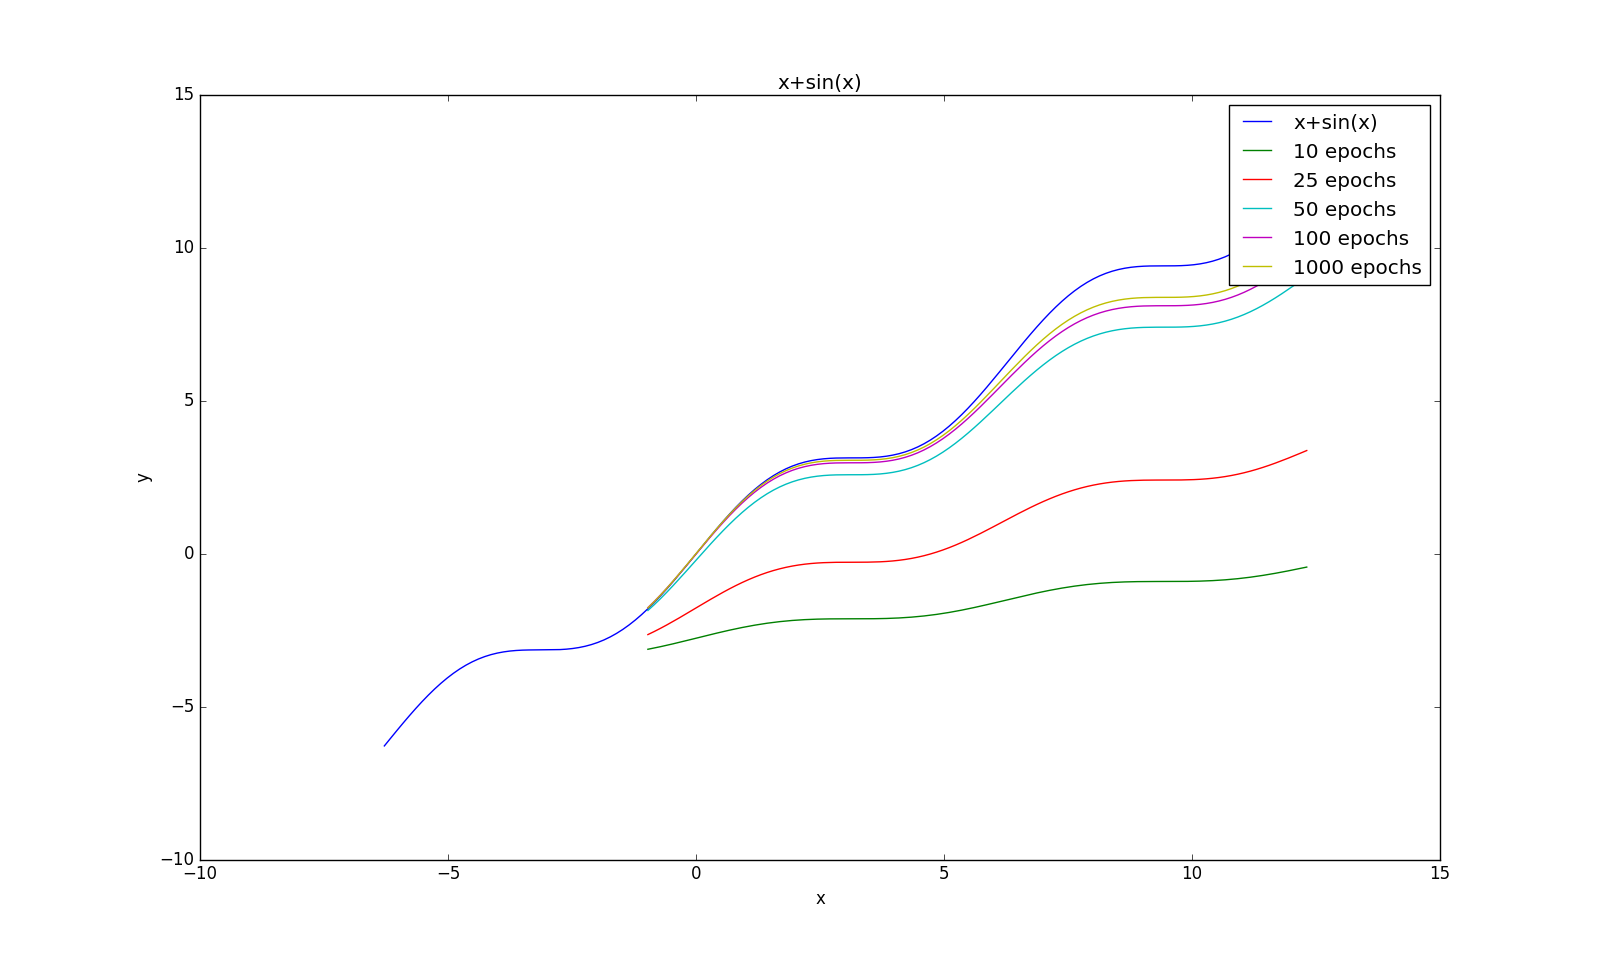 x+sin(x)
15
10
5
0
−5
−10
y
x+sin(x)
10 epochs
25 epochs
50 epochs
100 epochs
1000 epochs
−10 −5 0 5 10 15
x